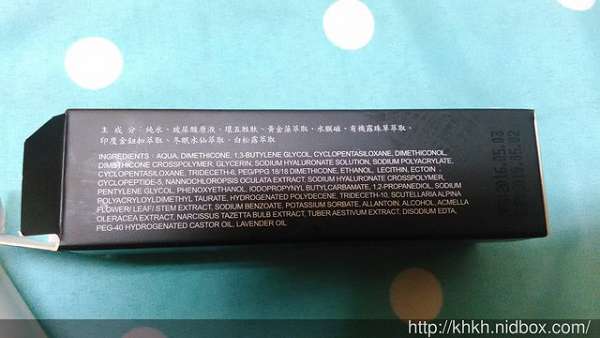 主 成 分：純水、玻尿酸原液、環五胜肽、黃金藻萃取、水飄磁、有機露珠草萃取、
印度金鈕扣萃取、冬眠水仙萃取、白松露萃取
INGREDIENTS：AQUA, DIMETHICONE, 1,3-BUTYLENE GLYCOL, CYCLOPENTASILOXANE, DIMETHICONOL,
DIMETHICONE CROSSPOLYMER, GLYCERIN, SODIUM HYALURONATE SOLUTION, SODIUM POLYACRYLATE,
CYCLOPENTASILOXANE, TRIDECETH-6, PEG/PPG 18/18 DIMETHICONE, ETHANOL, LECITHIN, ECTOIN,
CYCLOPEPTIDE-5, NANNOCHLOROPSIS OCULATA EXTRACT, SODIUM HYALURONATE CROSSPOLYMER,
PENTYLENE GLYCOL, PHENOXYETHANOL, IODOPROPYNYL BUTYLCARBAMATE, 1,2-PROPANEDIOL, SODIUM
POLYACRYLOYLDIMETHYL TAURATE, HYDROGENATED POLYDECENE, TRIDECETH-10, SCUTELLARIA ALPINA
FLOWER/ LEAF/ STEM EXTRACT, SODIUM BENZOATE, POTASSIUM SORBATE, ALLANTOIN, ALCOHOL, ACMELLA
OLERACEA EXTRACT, NARCISSUS TAZETTA BULB EXTRACT, TUBER AESTIVUM EXTRACT, DISODIUM EDTA,
PEG-40 HYDROGENATED CASTOR OIL, LAVENDER OIL
2016.05.03
http://khkh.nidbox.com/